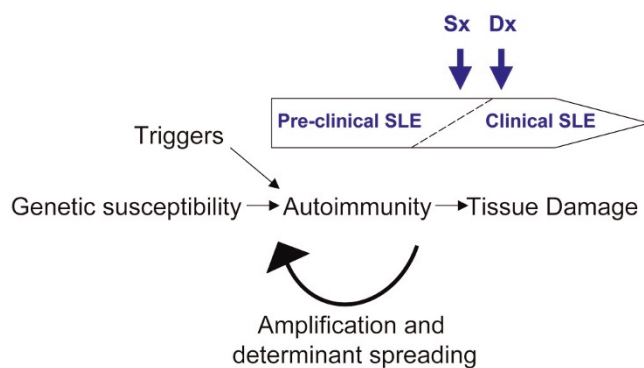 Sx Dx
Pre-clinical SLE Clinical SLE
Triggers
Genetic susceptibility Autoimmunity Tissue Damage
Amplification and
determinant spreading